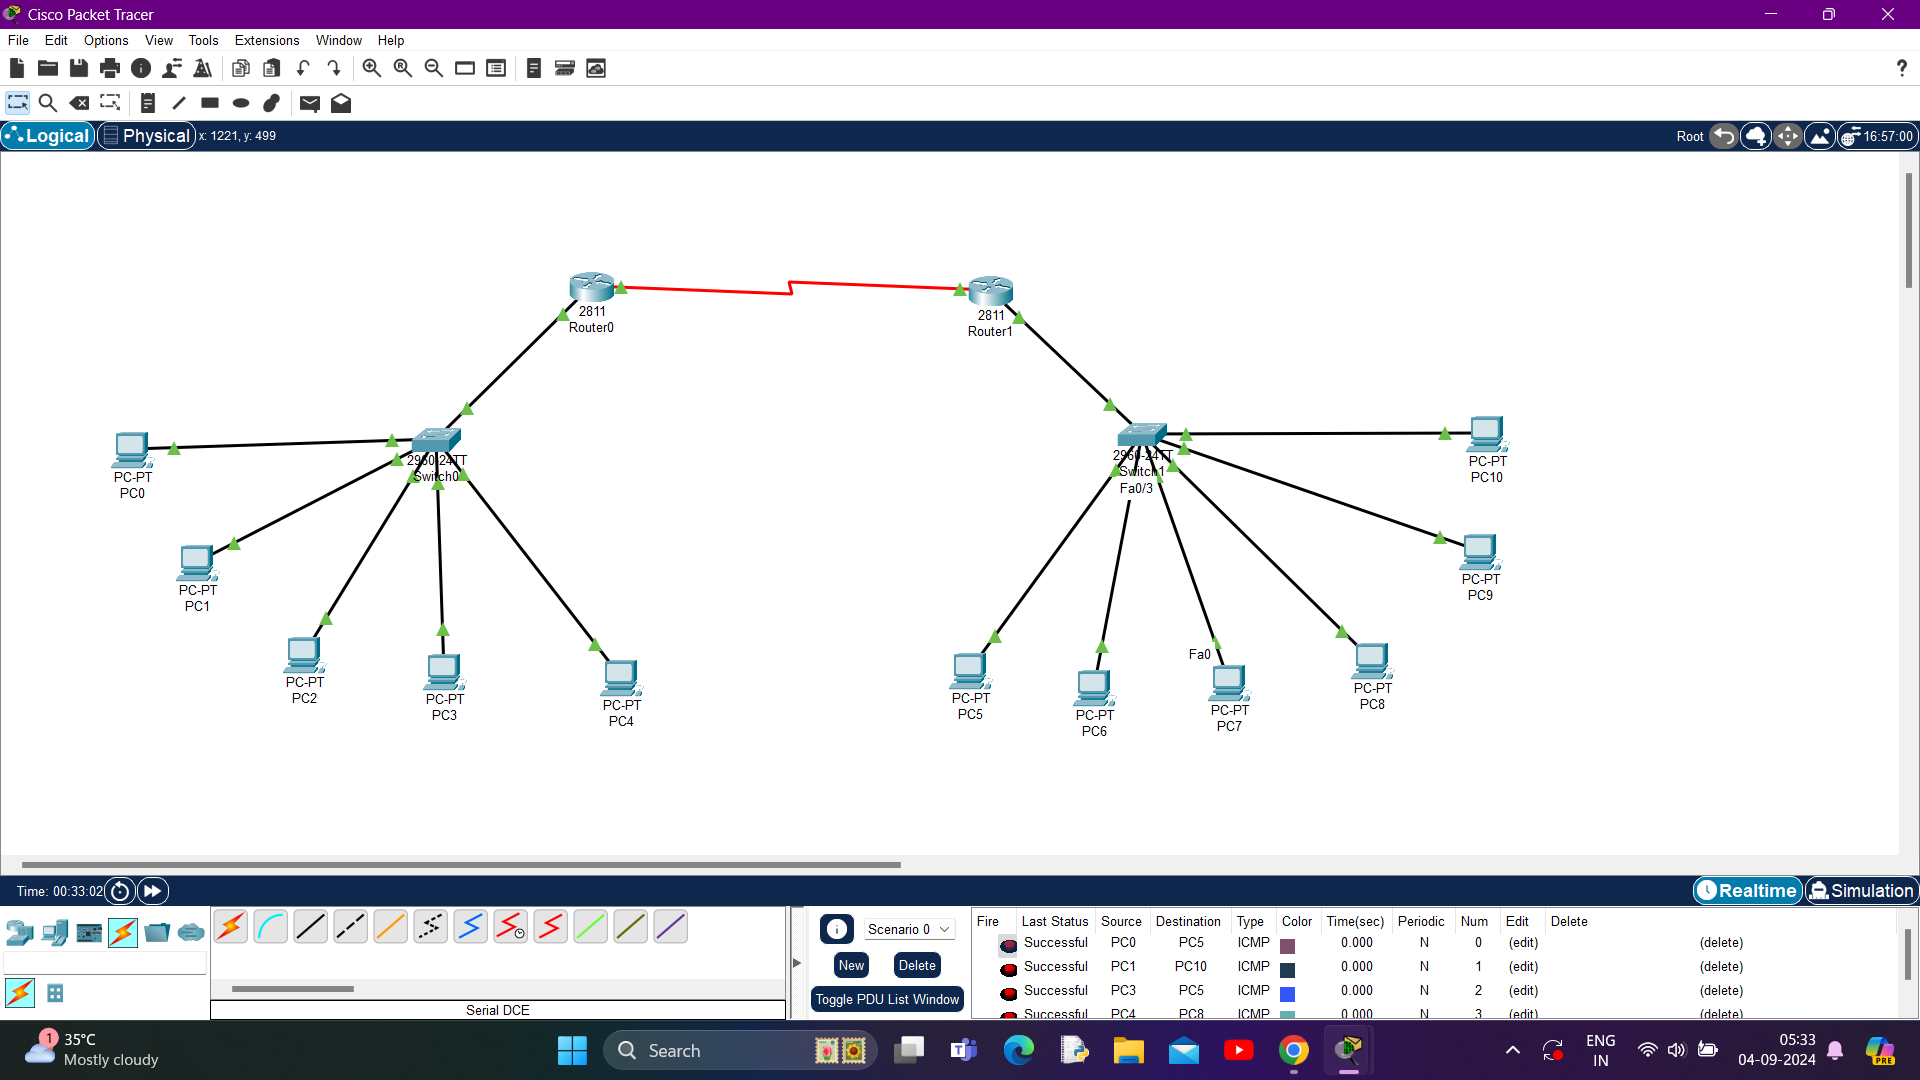 Cisco Packet Tracer
File Edit Options View Tools Extensions Window Help
Logical Physical x: 1221, y: 499 Root 16:57:00
2811
Router0
2811
Router1
PC-PT
PC0
2960-24TT
Switch0
2960-24TT
Switch1
Fa0/3
PC-PT
PC10
PC-PT
PC1
PC-PT
PC9
PC-PT
PC2
PC-PT
PC3
PC-PT
PC4
PC-PT
PC5
PC-PT
PC6
Fa0
PC-PT
PC7
PC-PT
PC8
Time: 00:33:02 Realtime Simulation
Scenario 0
New Delete
Toggle PDU List Window
Serial DCE
Fire Last Status Source Destination Type Color Time(sec) Periodic Num Edit Delete
Successful PC0 PC5 ICMP 0.000 N 0 (edit) (delete)
Successful PC1 PC10 ICMP 0.000 N 1 (edit) (delete)
Successful PC3 PC5 ICMP 0.000 N 2 (edit) (delete)
Successful PC4 PC8 ICMP 0.000 N 3 (edit) (delete)
1
35°C
Mostly cloudy
Search
ENG
IN
05:33
04-09-2024
PRE